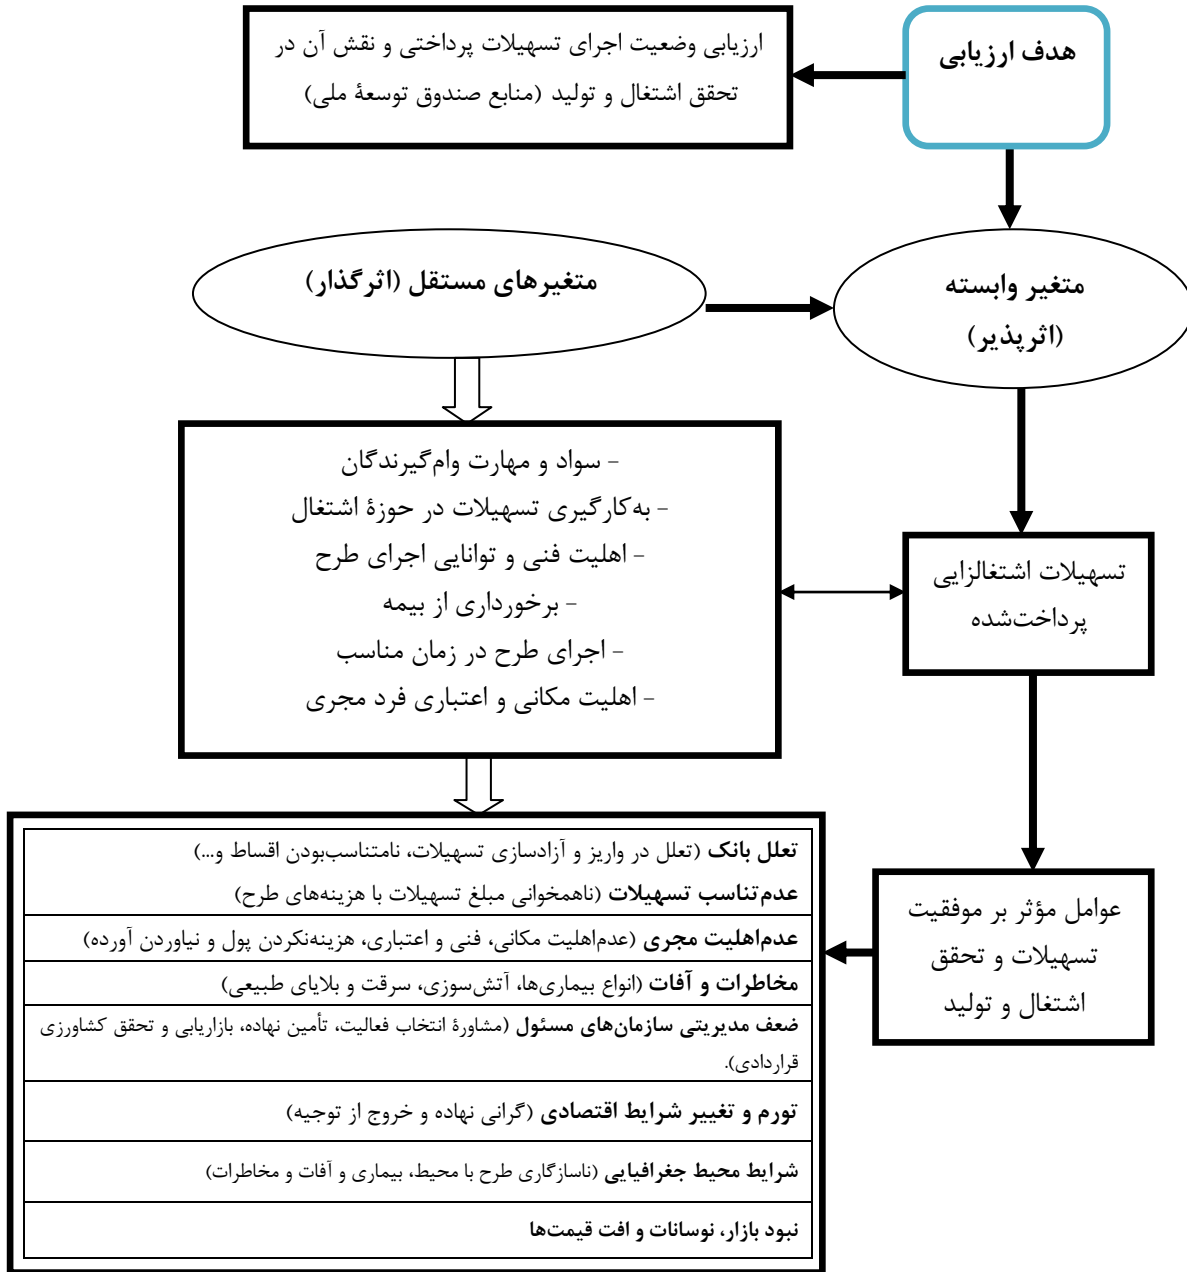 هدف ارزیابی
ارزیابی وضعیت اجرای تسهیلات پرداختی و نقش آن در
تحقق اشتغال و تولید (منابع صندوق توسعهٔ ملی)
متغیر وابسته
(اثرپذیر)
متغیرهای مستقل (اثرگذار)
- سواد و مهارت وام‌گیرندگان
- به‌کارگیری تسهیلات در حوزهٔ اشتغال
- اهلیت فنی و توانایی اجرای طرح
- برخورداری از بیمه
- اجرای طرح در زمان مناسب
- اهلیت مکانی و اعتباری فرد مجری
تسهیلات اشتغالزایی
پرداخت‌شده
عوامل مؤثر بر موفقیت
تسهیلات و تحقق
اشتغال و تولید
تعلل بانک (تعلل در واریز و آزادسازی تسهیلات، نامتناسب‌بودن اقساط و...)
عدم‌تناسب تسهیلات (ناهمخوانی مبلغ تسهیلات با هزینه‌های طرح)
عدم‌اهلیت مجری (عدم‌اهلیت مکانی، فنی و اعتباری، هزینه‌نکردن پول و نیاوردن آورده)
مخاطرات و آفات (انواع بیماری‌ها، آتش‌سوزی، سرقت و بلایای طبیعی)
ضعف مدیریتی سازمان‌های مسئول (مشاورهٔ انتخاب فعالیت، تأمین نهاده، بازاریابی و تحقق کشاورزی
قراردادی).
تورم و تغییر شرایط اقتصادی (گرانی نهاده و خروج از توجیه)
شرایط محیط جغرافیایی (ناسازگاری طرح با محیط، بیماری و آفات و مخاطرات)
نبود بازار، نوسانات و افت قیمت‌ها